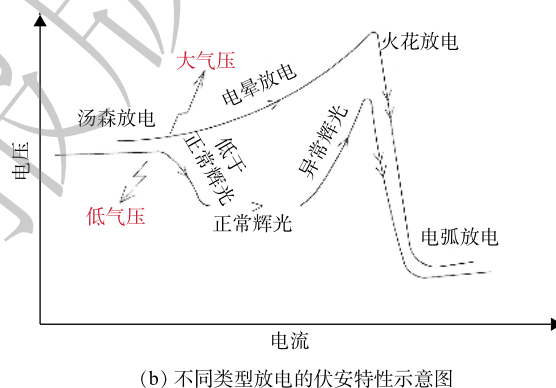 大气压
火花放电
电晕放电
汤森放电
低于
正常辉光
异常辉光
电压
低气压
正常辉光
电弧放电
电流
(b) 不同类型放电的伏安特性示意图